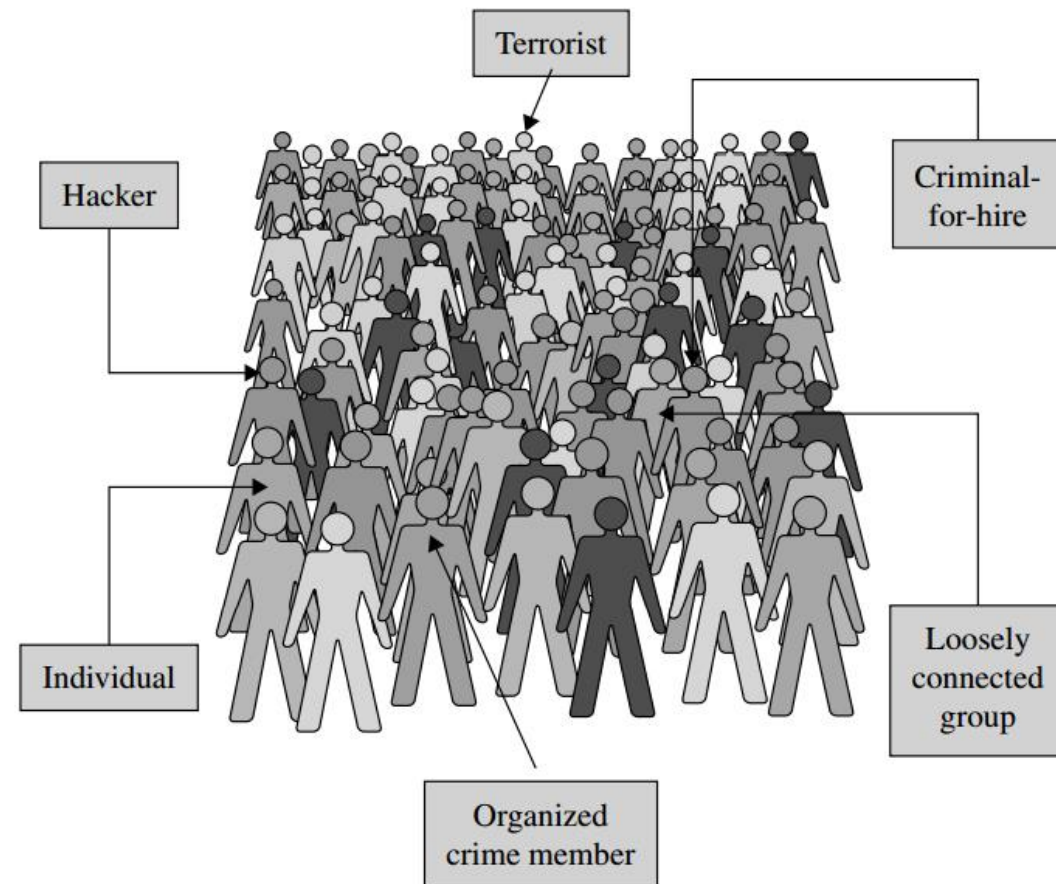 Terrorist
Hacker
Criminal-
for-hire
Individual
Loosely
connected
group
Organized
crime member